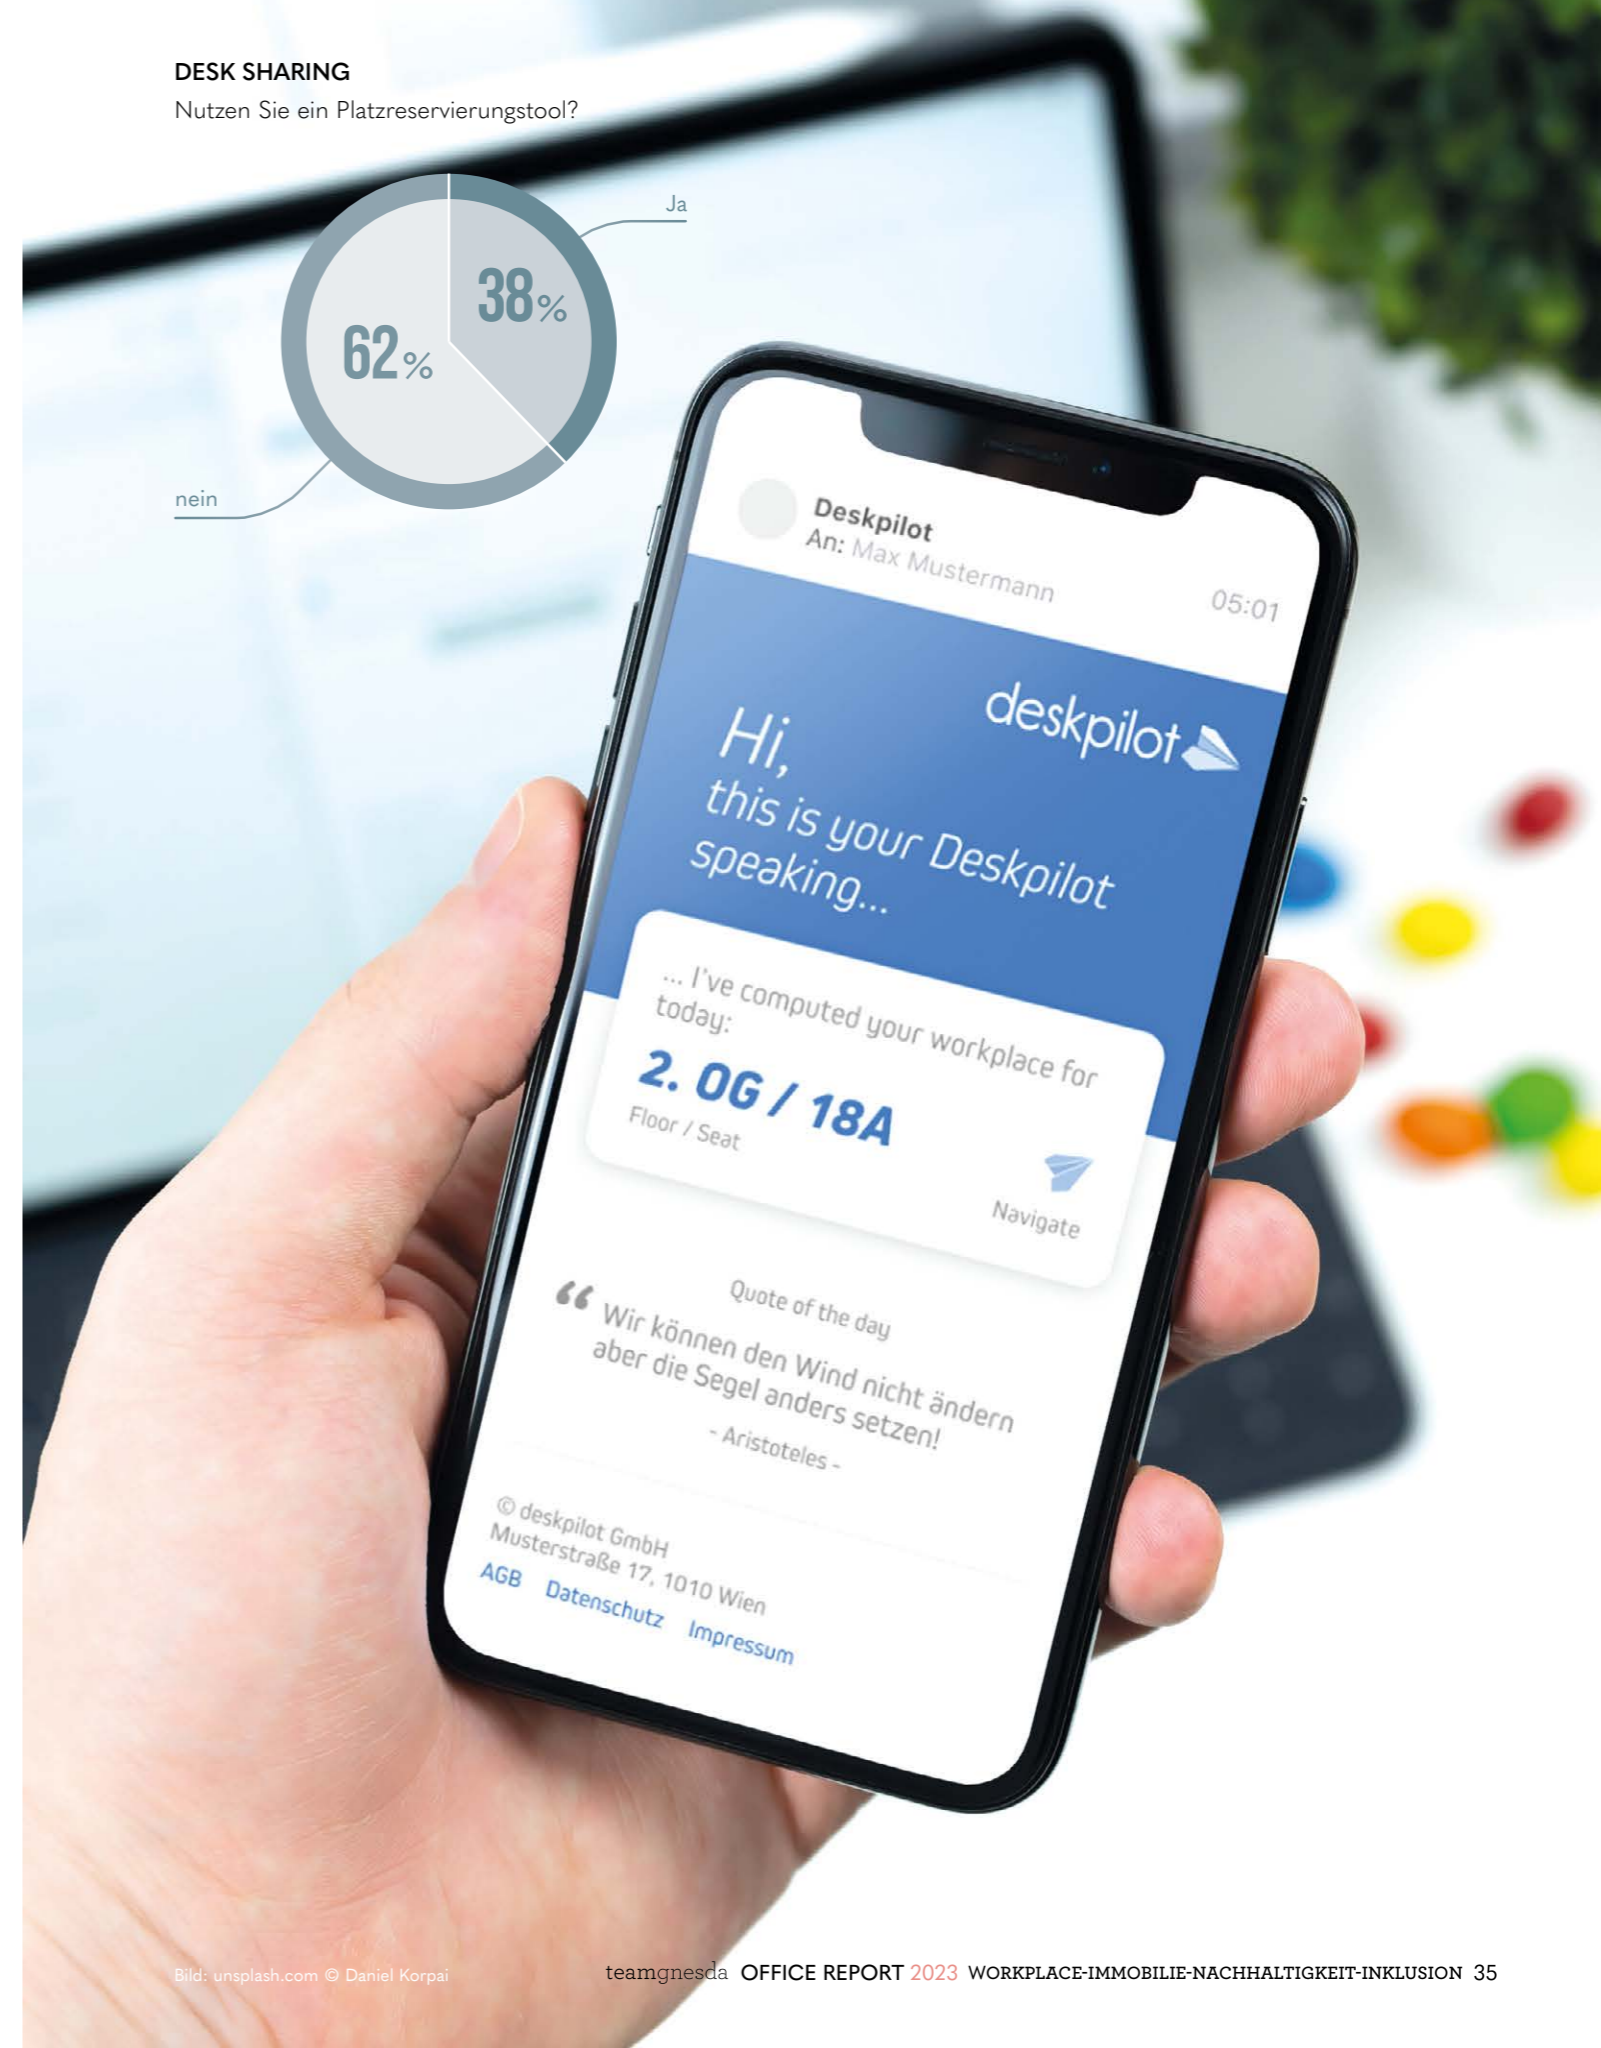 DESK SHARING
Nutzen Sie ein Platzreservierungstool?
Ja
38%
62%
nein
Deskpilot
An: Max Mustermann
05:01
deskpilot
Hi,
this is your Deskpilot
speaking...
... I've computed your workplace for
today:
2. OG / 18A
Floor / Seat
Navigate
Quote of the day
“ Wir können den Wind nicht ändern
aber die Segel anders setzen!
- Aristoteles -
© deskpilot GmbH
Musterstraße 17, 1010 Wien
AGB Datenschutz Impressum
Bild: unsplash.com © Daniel Korpai
teamgnesda OFFICE REPORT 2023 WORKPLACE-IMMOBILIE-NACHHALTIGKEIT-INKLUSION 35